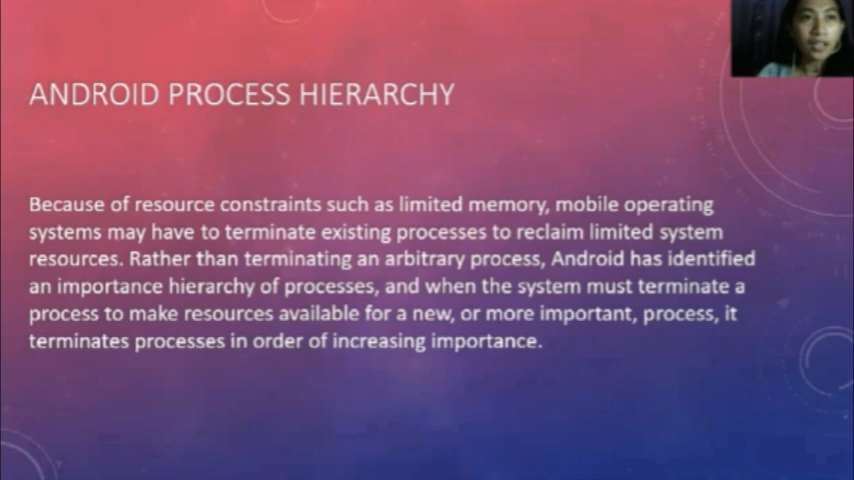 ANDROID PROCESS HIERARCHY
Because of resource constraints such as limited memory, mobile operating
systems may have to terminate existing processes to reclaim limited system
resources. Rather than terminating an arbitrary process, Android has identified
an importance hierarchy of processes, and when the system must terminate a
process to make resources available for a new, or more important, process, it
terminates processes in order of increasing importance.